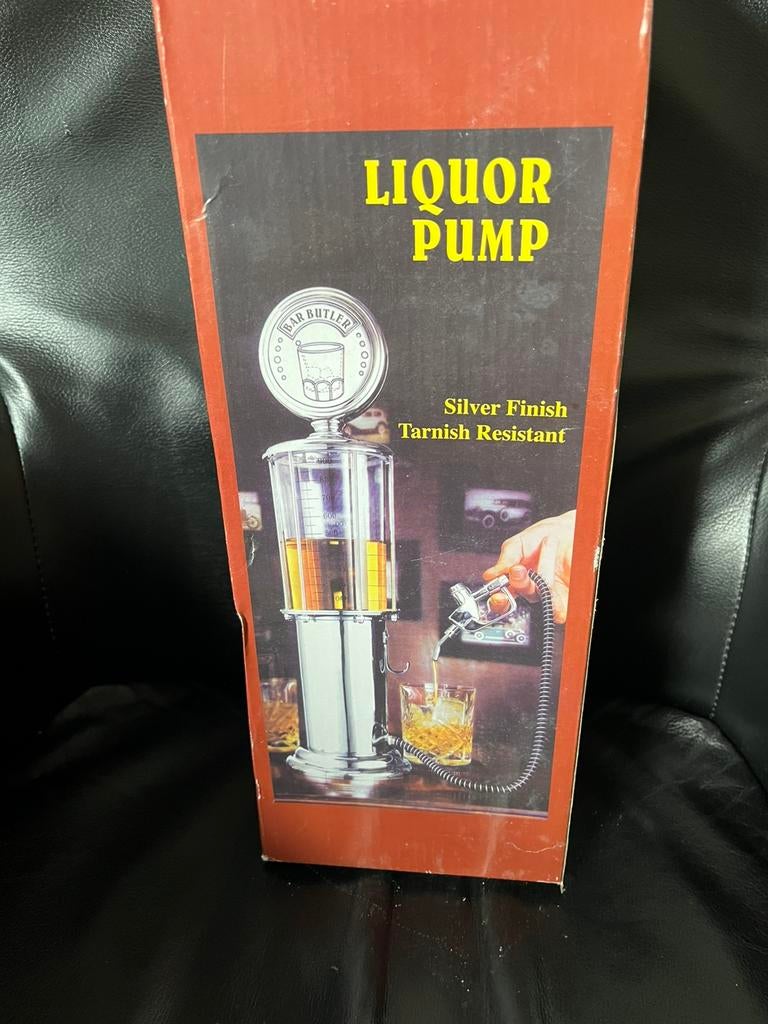 LIQUOR
PUMP
BAR BUTLER
Silver Finish
Tarnish Resistant